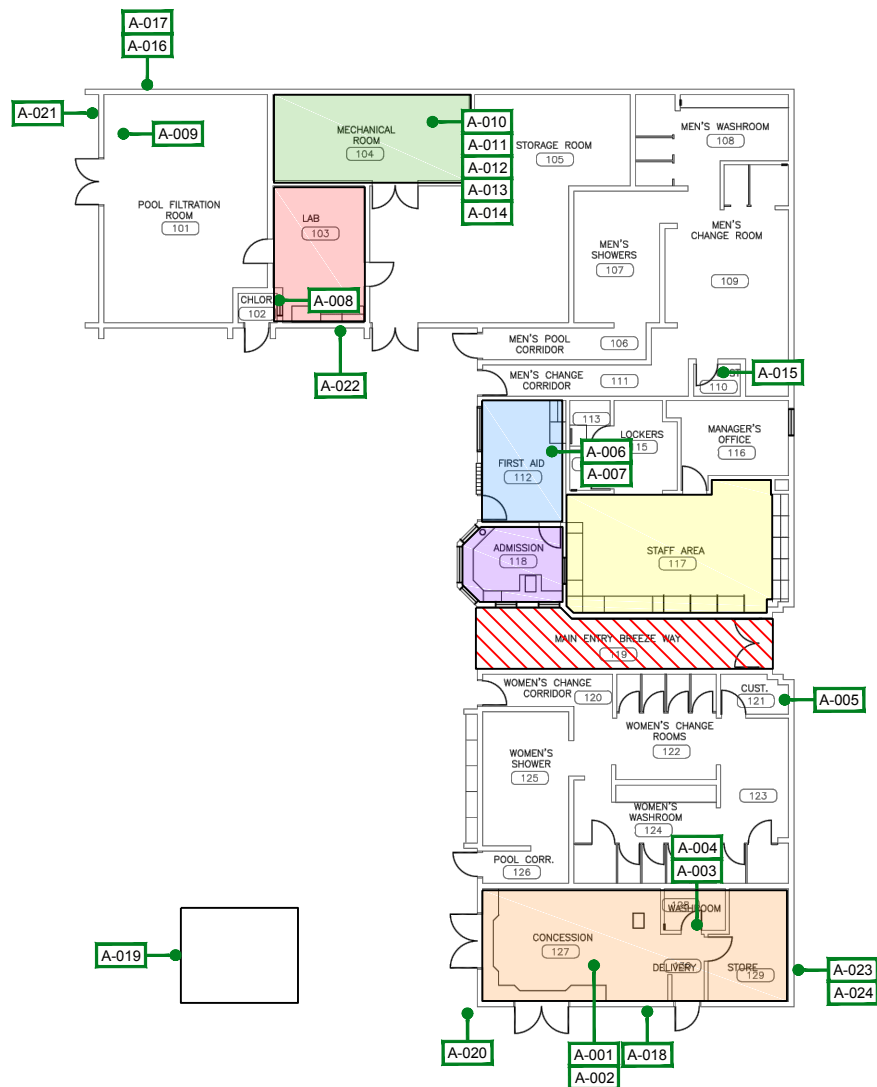 A-017
A-016
A-021
A-009
A-010
A-011
A-012
A-013
A-014
MECHANICAL
ROOM
104
STORAGE ROOM
105
MEN'S WASHROOM
108
POOL FILTRATION
ROOM
101
LAB
103
MEN'S
SHOWERS
107
MEN'S
CHANGE ROOM
109
CHLOR
102
A-008
A-022
MEN'S POOL
CORRIDOR
106
MEN'S CHANGE
CORRIDOR
111
110
A-015
113
LOCKERS
15
MANAGER'S
OFFICE
116
A-006
A-007
FIRST AID
112
ADMISSION
118
STAFF AREA
117
MAIN ENTRY BREEZE WAY
119
WOMEN'S CHANGE
CORRIDOR
120
CUST.
121
A-005
WOMEN'S CHANGE
ROOMS
122
WOMEN'S
SHOWER
125
123
WOMEN'S
WASHROOM
124
A-004
A-003
POOL CORR.
126
WASHROOM
CONCESSION
127
DELIVERY
STORE
129
A-019
A-023
A-024
A-020
A-001
A-002
A-018